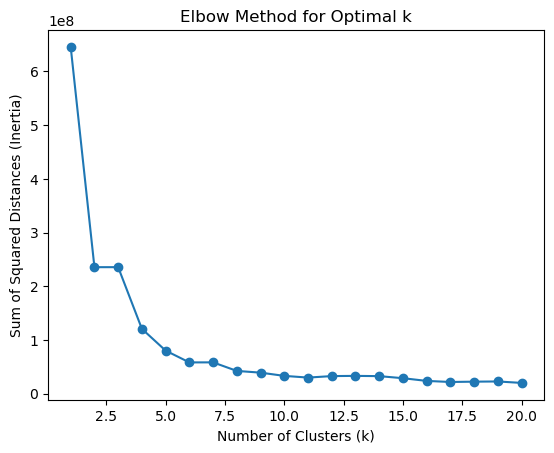 Elbow Method for Optimal k
1e8
6
5
4
3
2
1
0
Sum of Squared Distances (Inertia)
2.5 5.0 7.5 10.0 12.5 15.0 17.5 20.0
Number of Clusters (k)